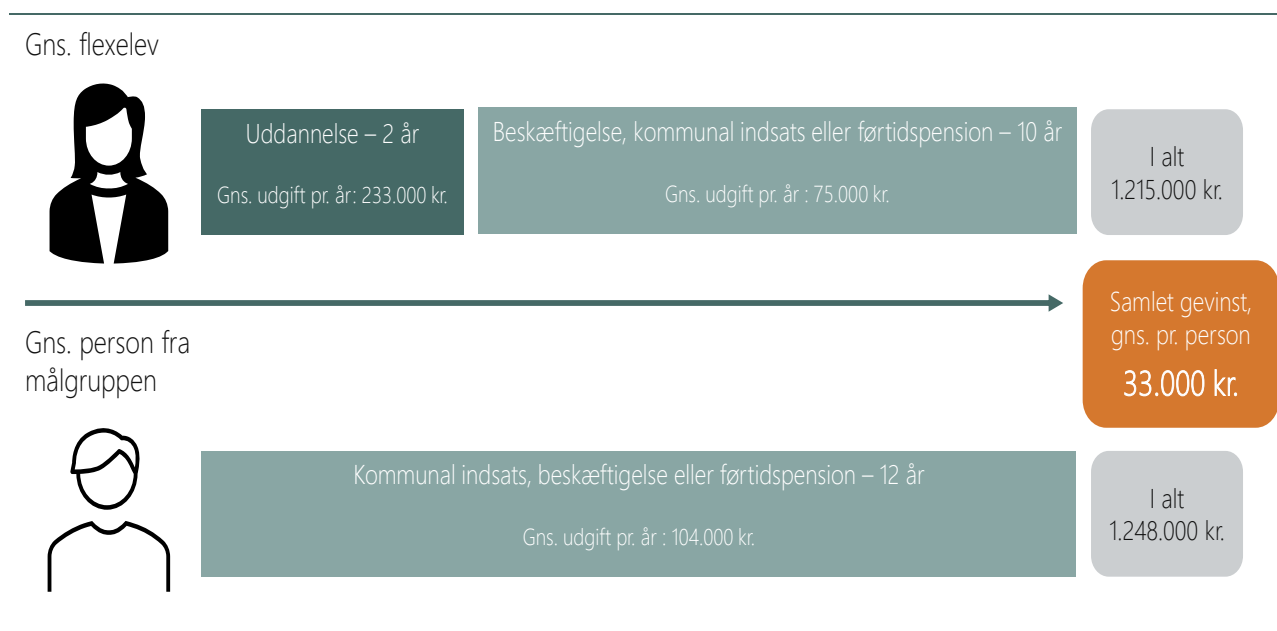 Gns. flexelev
Uddannelse – 2 år
Gns. udgift pr. år: 233.000 kr.
Beskæftigelse, kommunal indsats eller førtidspension – 10 år
Gns. udgift pr. år : 75.000 kr.
I alt
1.215.000 kr.
Samlet gevinst,
gns. pr. person
33.000 kr.
Gns. person fra
målgruppen
Kommunal indsats, beskæftigelse eller førtidspension – 12 år
Gns. udgift pr. år : 104.000 kr.
I alt
1.248.000 kr.